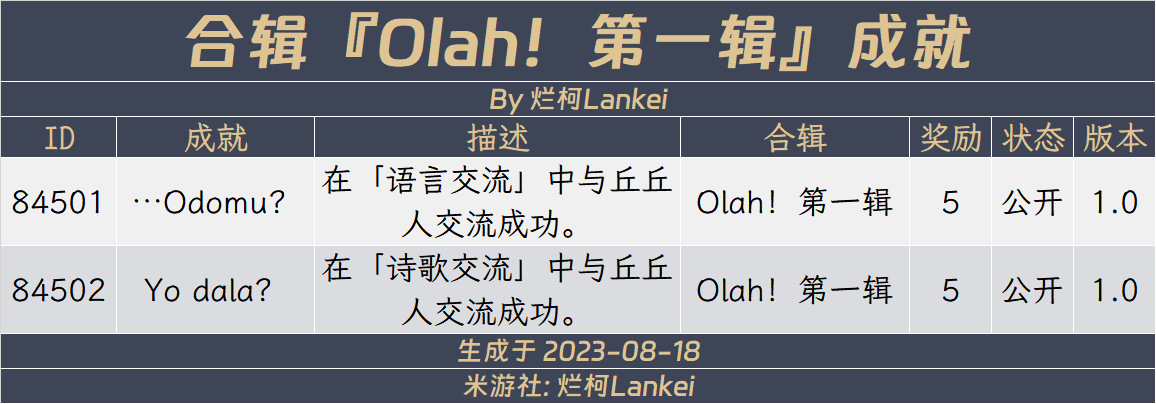 合辑『Olah！第一辑』成就
By 烂柯Lankei
ID 成就 描述 合辑 奖励 状态 版本
84501 …Odomu？ 在「语言交流」中与丘丘人交流成功。 Olah！第一辑 5 公开 1.0
84502 Yo dala？ 在「诗歌交流」中与丘丘人交流成功。 Olah！第一辑 5 公开 1.0
生成于 2023-08-18
米游社: 烂柯Lankei